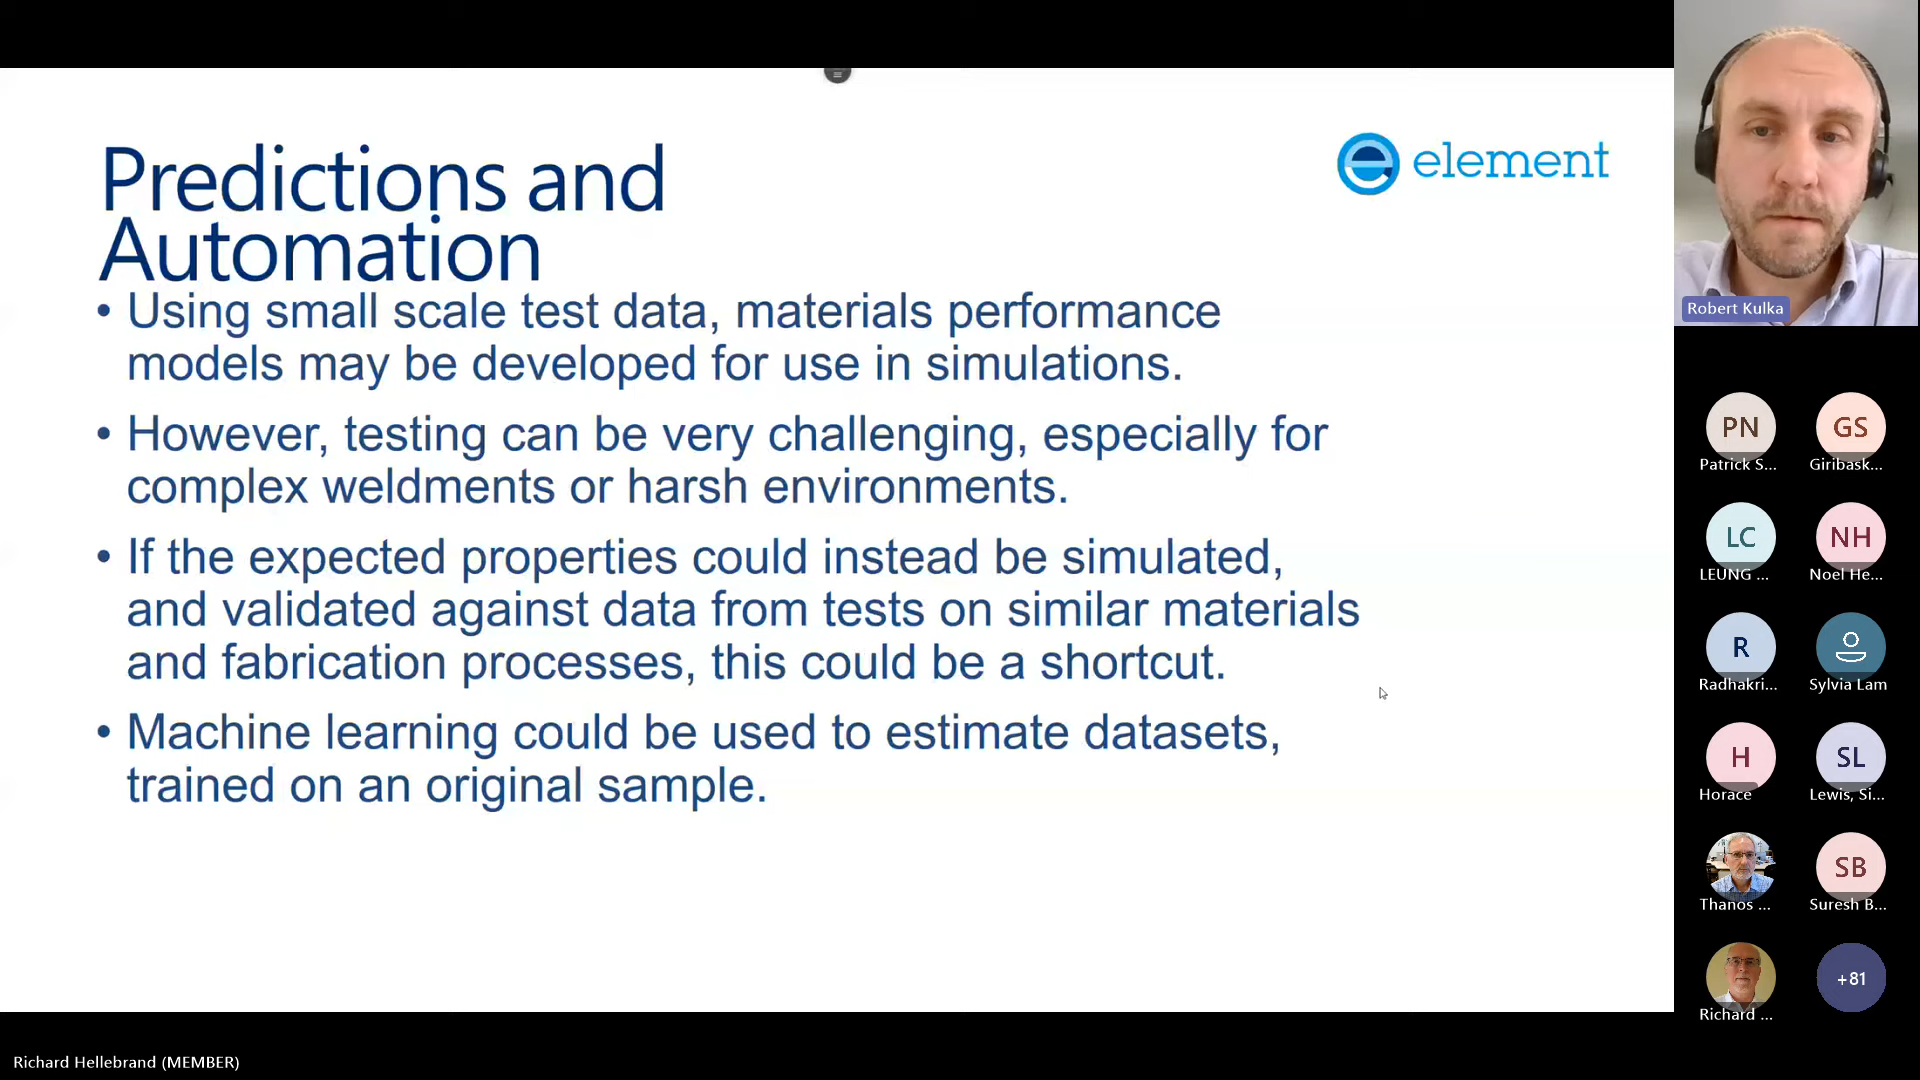 Predictions and
Automation
element
• Using small scale test data, materials performance
models may be developed for use in simulations.
• However, testing can be very challenging, especially for
complex weldments or harsh environments.
• If the expected properties could instead be simulated,
and validated against data from tests on similar materials
and fabrication processes, this could be a shortcut.
• Machine learning could be used to estimate datasets,
trained on an original sample.
Robert Kulka
PN
Patrick S...
GS
Giribask...
LC
LEUNG ...
NH
Noel He...
R
Radhakri...
Sylvia Lam
H
Horace
SL
Lewis, Si...
Thanos ...
SB
Suresh B...
Richard ...
+81
Richard Hellebrand (MEMBER)